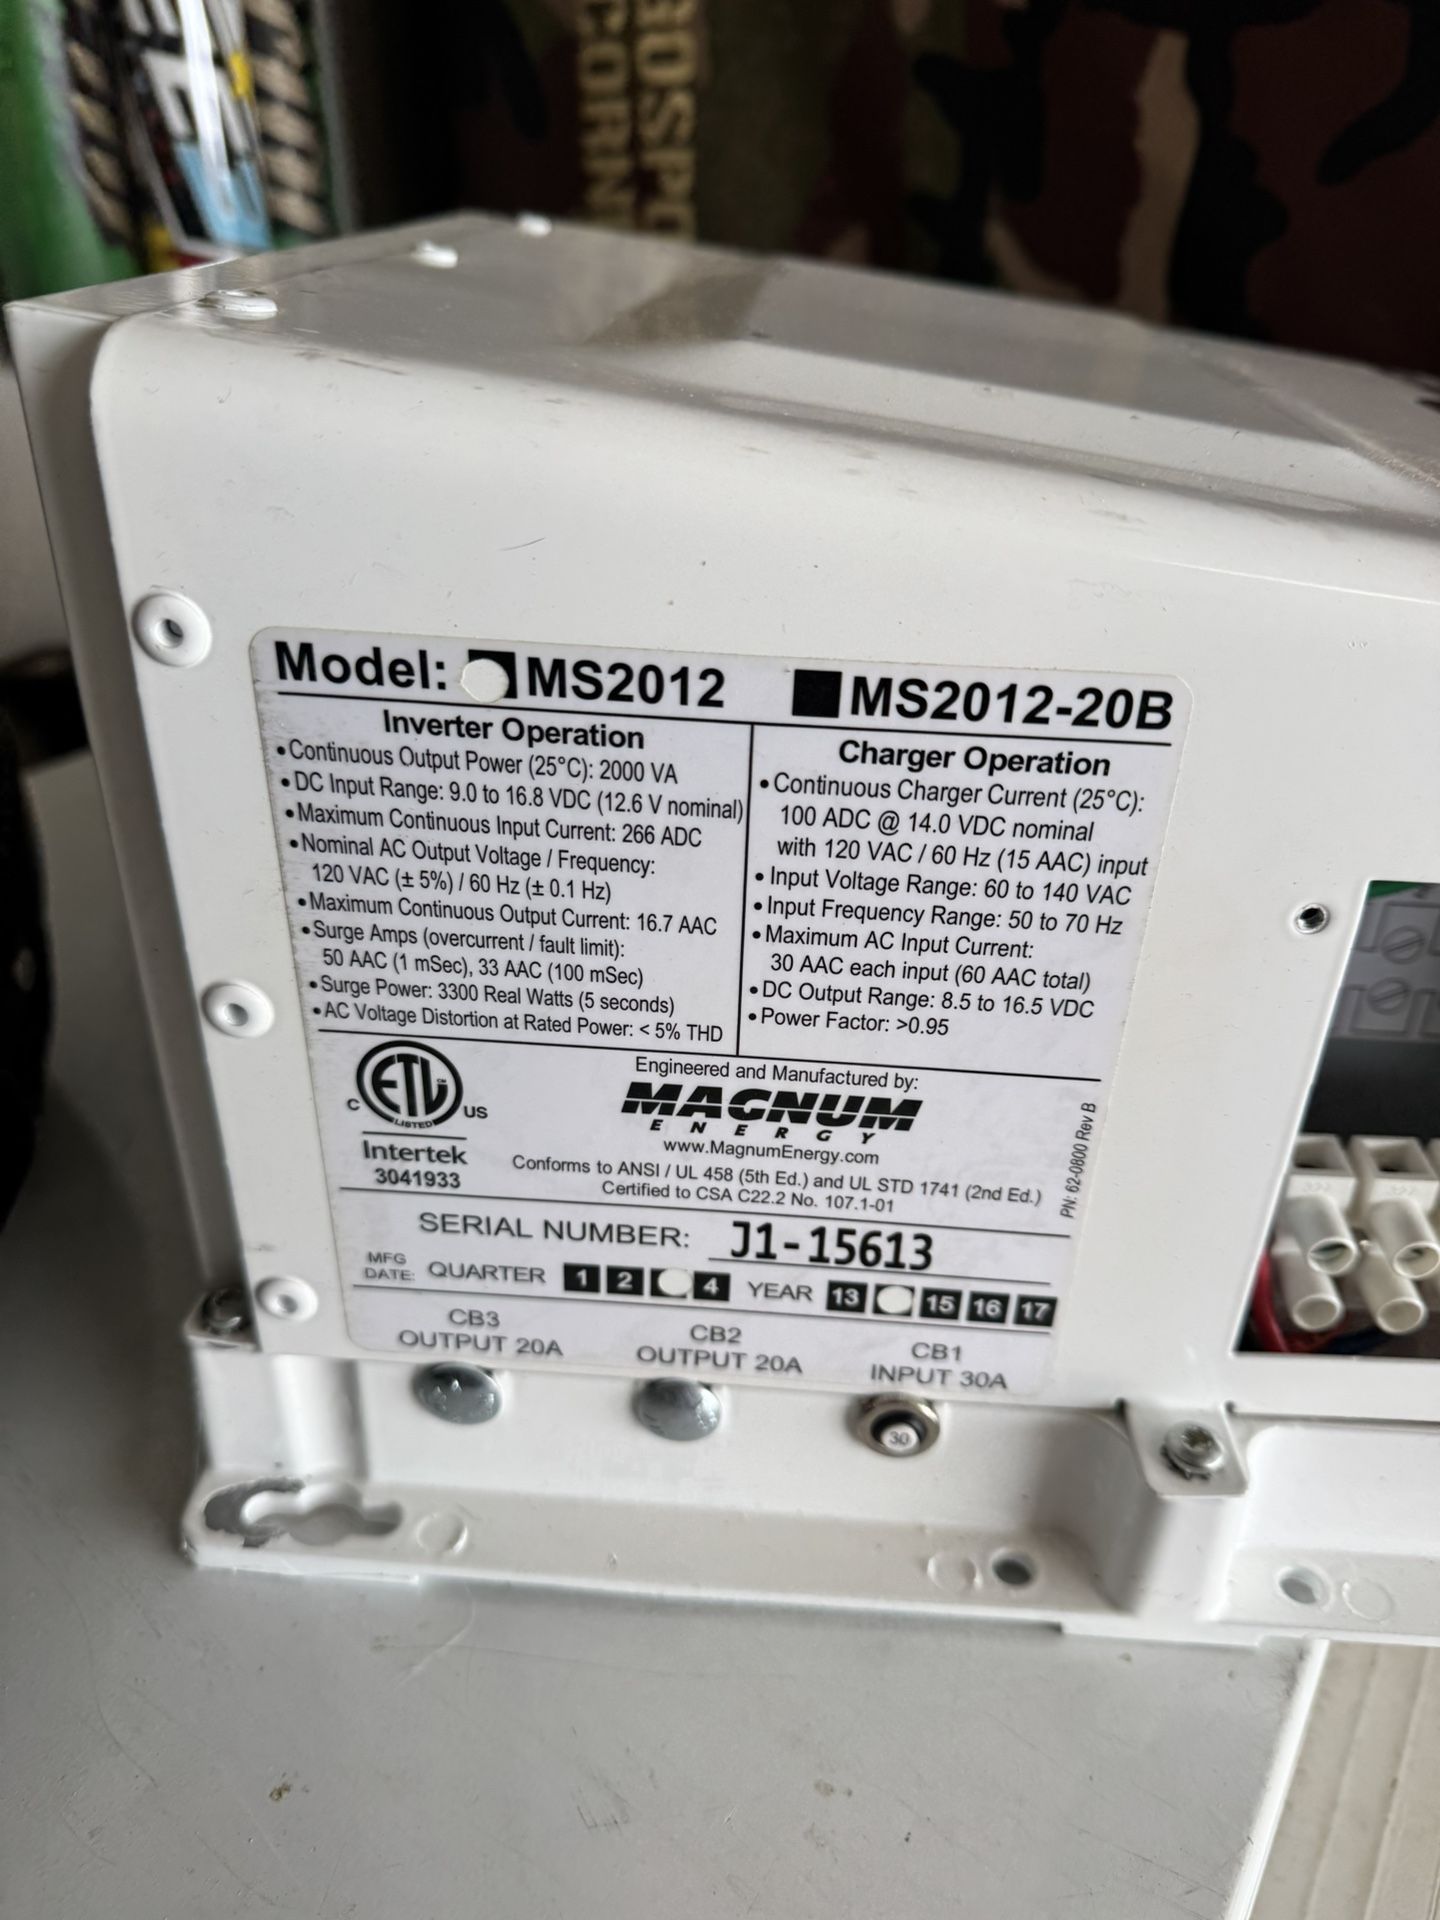 BOSPO
CORN
Model: MS2012 MS2012-20B
Inverter Operation
•Continuous Output Power (25°C): 2000 VA
•DC Input Range: 9.0 to 16.8 VDC (12.6 V nominal)
•Maximum Continuous Input Current: 266 ADC
•Nominal AC Output Voltage / Frequency:
120 VAC (± 5%) / 60 Hz (± 0.1 Hz)
•Maximum Continuous Output Current: 16.7 AAC
•Surge Amps (overcurrent / fault limit):
50 AAC (1 mSec), 33 AAC (100 mSec)
•Surge Power: 3300 Real Watts (5 seconds)
•AC Voltage Distortion at Rated Power: < 5% THD
Charger Operation
•Continuous Charger Current (25°C):
100 ADC @ 14.0 VDC nominal
with 120 VAC / 60 Hz (15 AAC) input
•Input Voltage Range: 60 to 140 VAC
•Input Frequency Range: 50 to 70 Hz
•Maximum AC Input Current:
30 AAC each input (60 AAC total)
•DC Output Range: 8.5 to 16.5 VDC
•Power Factor: >0.95
ETL CM
LISTED
C US
Intertek
3041933
Engineered and Manufactured by:
MAGNUM
ENERGY
www.MagnumEnergy.com
Conforms to ANSI / UL 458 (5th Ed.) and UL STD 1741 (2nd Ed.)
Certified to CSA C22.2 No. 107.1-01
PN: 62-0800 Rev B
SERIAL NUMBER: J1-15613
MFG DATE: QUARTER 1 2 4 YEAR 13 15 16 17
CB3
OUTPUT 20A
CB2
OUTPUT 20A
CB1
INPUT 30A
30